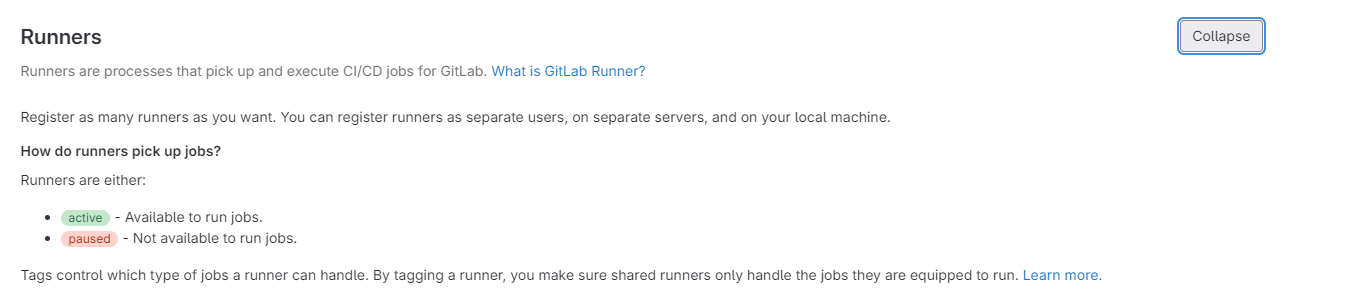 Runners
Collapse
Runners are processes that pick up and execute CI/CD jobs for GitLab. What is GitLab Runner?
Register as many runners as you want. You can register runners as separate users, on separate servers, and on your local machine.
How do runners pick up jobs?
Runners are either:
active - Available to run jobs.
paused - Not available to run jobs.
Tags control which type of jobs a runner can handle. By tagging a runner, you make sure shared runners only handle the jobs they are equipped to run. Learn more.